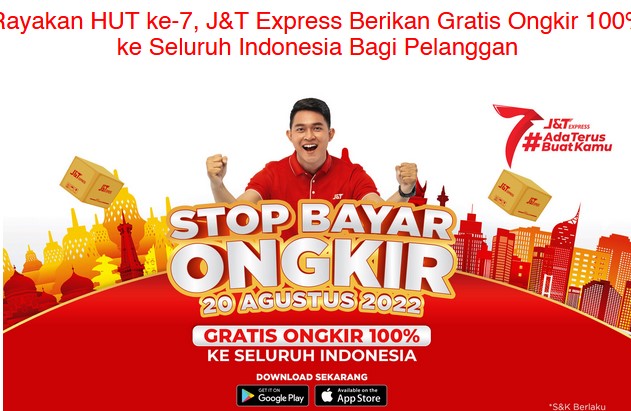 Rayakan HUT ke-7, J&T Express Berikan Gratis Ongkir 100%
ke Seluruh Indonesia Bagi Pelanggan
7
J&T EXPRESS
#AdaTerus
BuatKamu
J&T
J&T
J&T
STOP BAYAR
ONGKIR
20 AGUSTUS 2022
GRATIS ONGKIR 100%
KE SELURUH INDONESIA
DOWNLOAD SEKARANG
GET IT ON
Google Play
Available on the
App Store
*S&K Berlaku